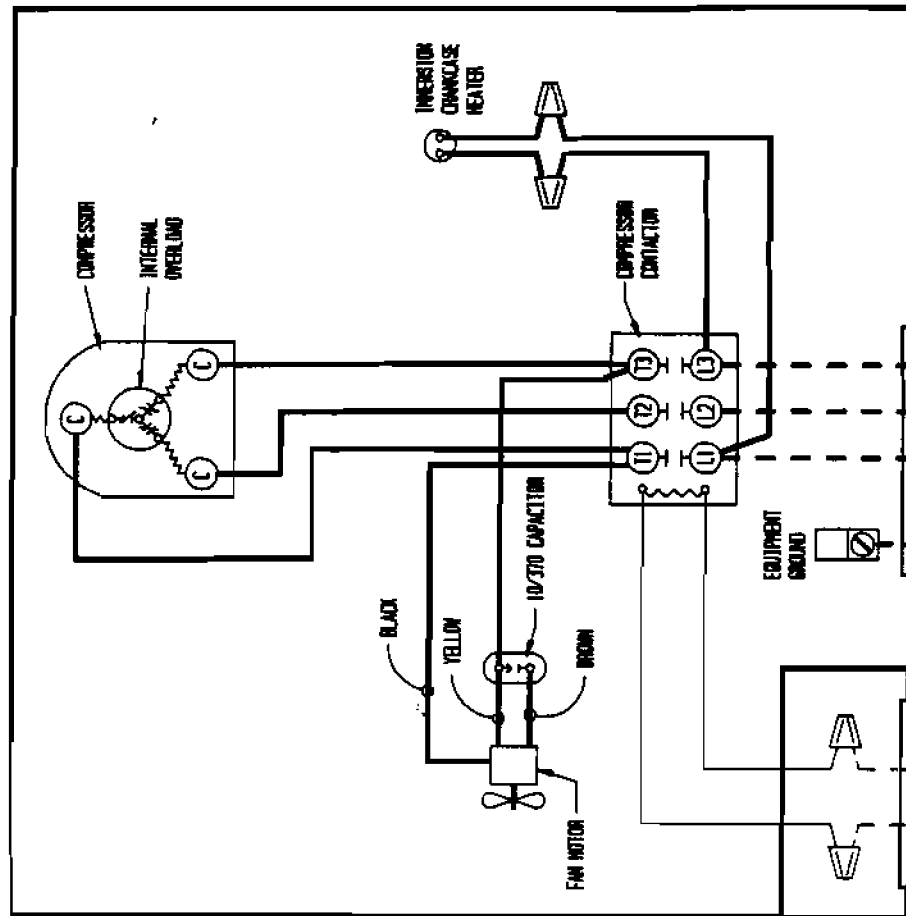 IMMERSION
CRANKCASE
HEATER
COMPRESSOR
INTERNAL
OVERLOAD
COMPRESSOR
CONTACTOR
C
C
C
T3
L3
T2
L2
T1
L1
10/370 CAPACITOR
EQUIPMENT
GROUND
BLACK
YELLOW
BROWN
FAN MOTOR